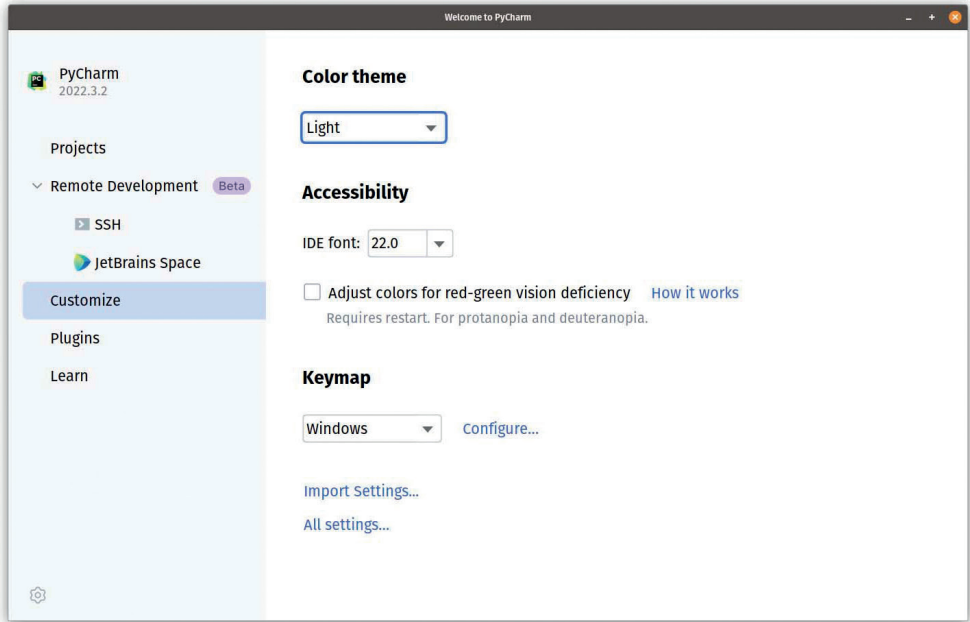 Welcome to PyCharm
PyCharm
2022.3.2
Projects
Remote Development Beta
SSH
JetBrains Space
Customize
Plugins
Learn
Color theme
Light
Accessibility
IDE font: 22.0
Adjust colors for red-green vision deficiency How it works
Requires restart. For protanopia and deuteranopia.
Keymap
Windows Configure...
Import Settings...
All settings...